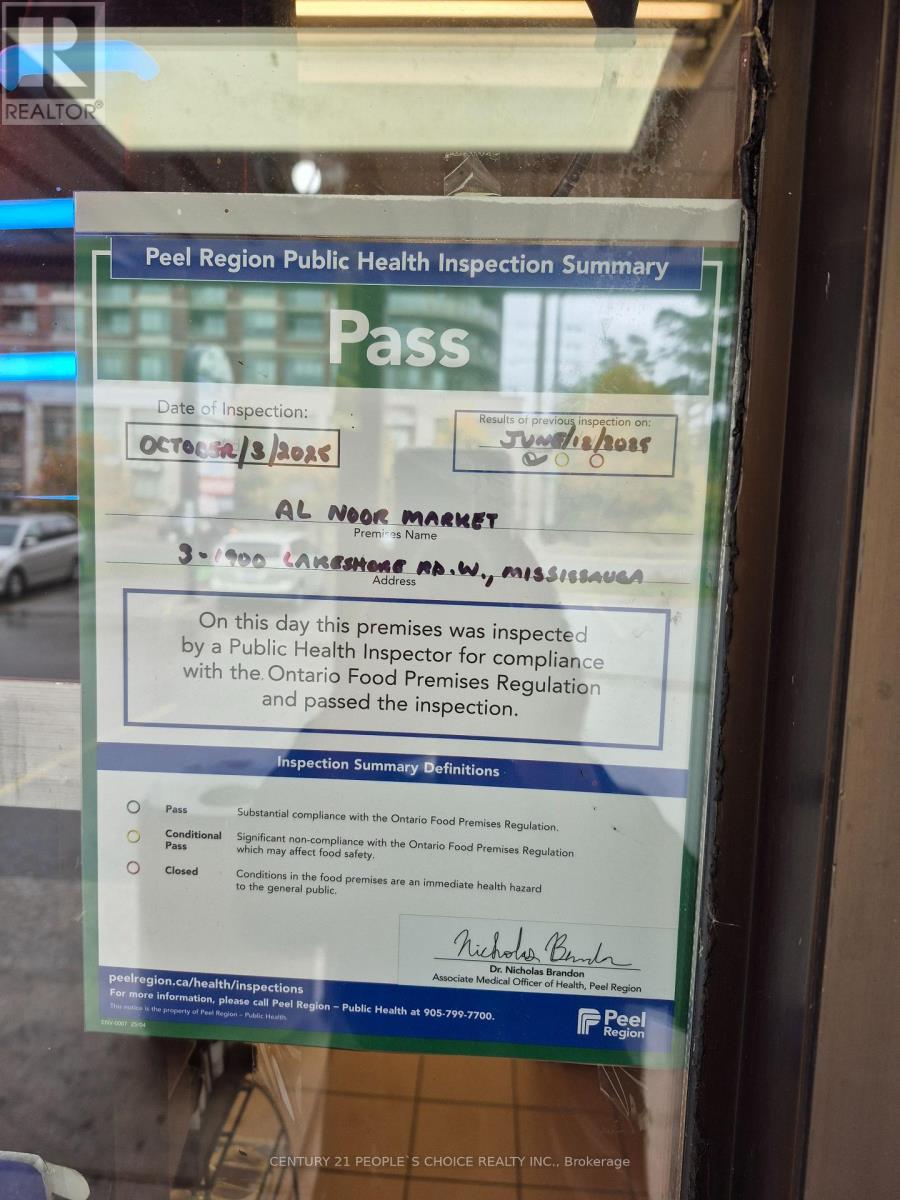 REALTOR®
Peel Region Public Health Inspection Summary
Pass
Date of Inspection:
OCTOBER/3/2025
Results of previous inspection on:
JUNE/12/2025
AL NOOR MARKET
Premises Name
3-1900 LAKESHORE RD.W., MISSISSAUGA
Address
On this day this premises was inspected
by a Public Health Inspector for compliance
with the Ontario Food Premises Regulation
and passed the inspection.
Inspection Summary Definitions
Pass Substantial compliance with the Ontario Food Premises Regulation.
Conditional Pass Significant non-compliance with the Ontario Food Premises Regulation
which may affect food safety.
Closed Conditions in the food premises are an immediate health hazard
to the general public.
Nicholas Brandon
Dr. Nicholas Brandon
Associate Medical Officer of Health, Peel Region
peelregion.ca/health/inspections
For more information, please call Peel Region – Public Health at 905-799-7700.
This notice is the property of Peel Region – Public Health.
Peel
Region
ENV-0007 25/04
CENTURY 21 PEOPLE`S CHOICE REALTY INC., Brokerage